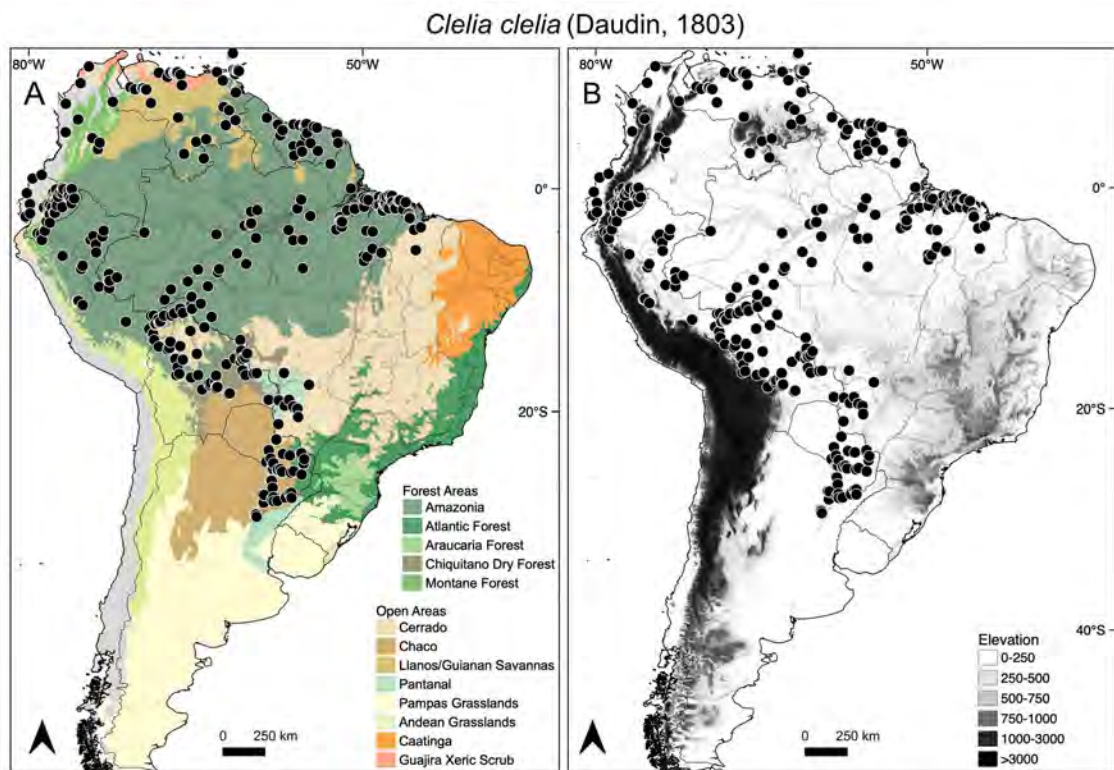 Clelia clelia (Daudin, 1803)
80°W
50°W
A
0°
20°S
Forest Areas
Amazonia
Atlantic Forest
Araucaria Forest
Chiquitano Dry Forest
Montane Forest
Open Areas
Cerrado
Chaco
Llanos/Guianan Savannas
Pantanal
Pampas Grasslands
Andean Grasslands
Caatinga
Guajira Xeric Scrub
0 250 km
80°W
50°W
B
0°
20°S
40°S
Elevation
0-250
250-500
500-750
750-1000
1000-3000
>3000
0 250 km